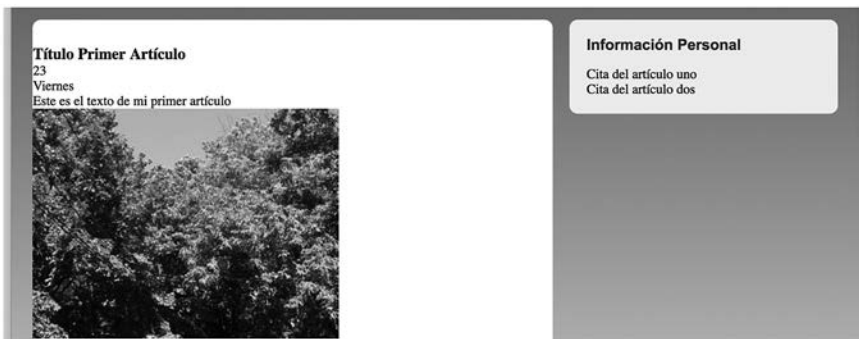 Título Primer Artículo
23
Viernes
Este es el texto de mi primer artículo
Información Personal
Cita del artículo uno
Cita del artículo dos